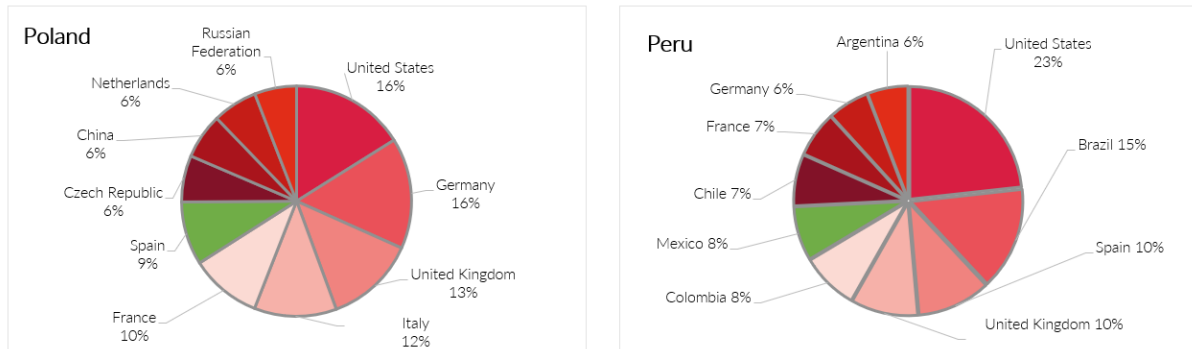 Poland
Russian
Federation
6%
United States
16%
Germany
16%
United Kingdom
13%
Italy
12%
France
10%
Spain
9%
Czech Republic
6%
China
6%
Netherlands
6%
Peru
Argentina 6%
United States
23%
Brazil 15%
Spain 10%
United Kingdom 10%
Colombia 8%
Mexico 8%
Chile 7%
France 7%
Germany 6%